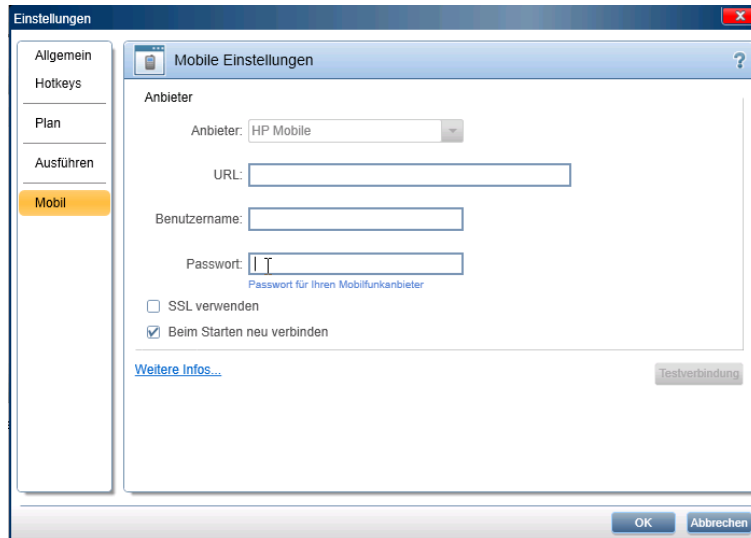 Einstellungen
Allgemein
Hotkeys
Plan
Ausführen
Mobil
Mobile Einstellungen
?
Anbieter
Anbieter: HP Mobile
URL:
Benutzername:
Passwort:
Passwort für Ihren Mobilfunkanbieter
SSL verwenden
Beim Starten neu verbinden
Weitere Infos...
Testverbindung
OK
Abbrechen